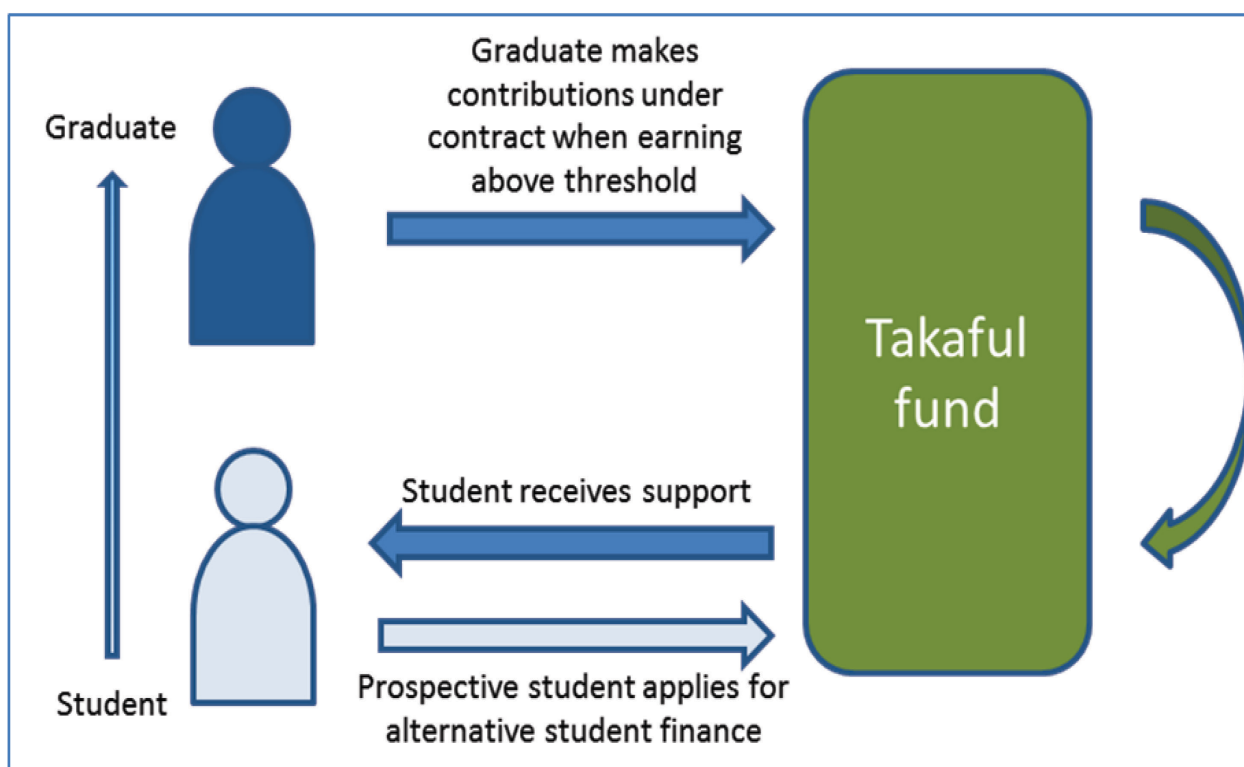 Graduate makes
contributions under
contract when earning
above threshold
Graduate
Takaful
fund
Student receives support
Student
Prospective student applies for
alternative student finance